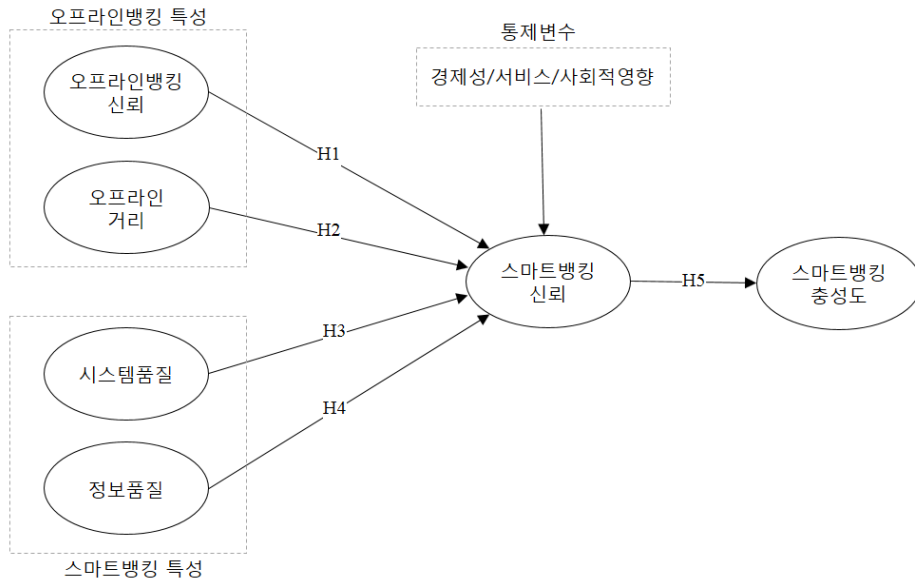 오프라인뱅킹 특성
오프라인뱅킹
신뢰
오프라인
거리
통제변수
경제성/서비스/사회적영향
H1
H2
H3
H4
스마트뱅킹
신뢰
H5
스마트뱅킹
충성도
시스템품질
정보품질
스마트뱅킹 특성